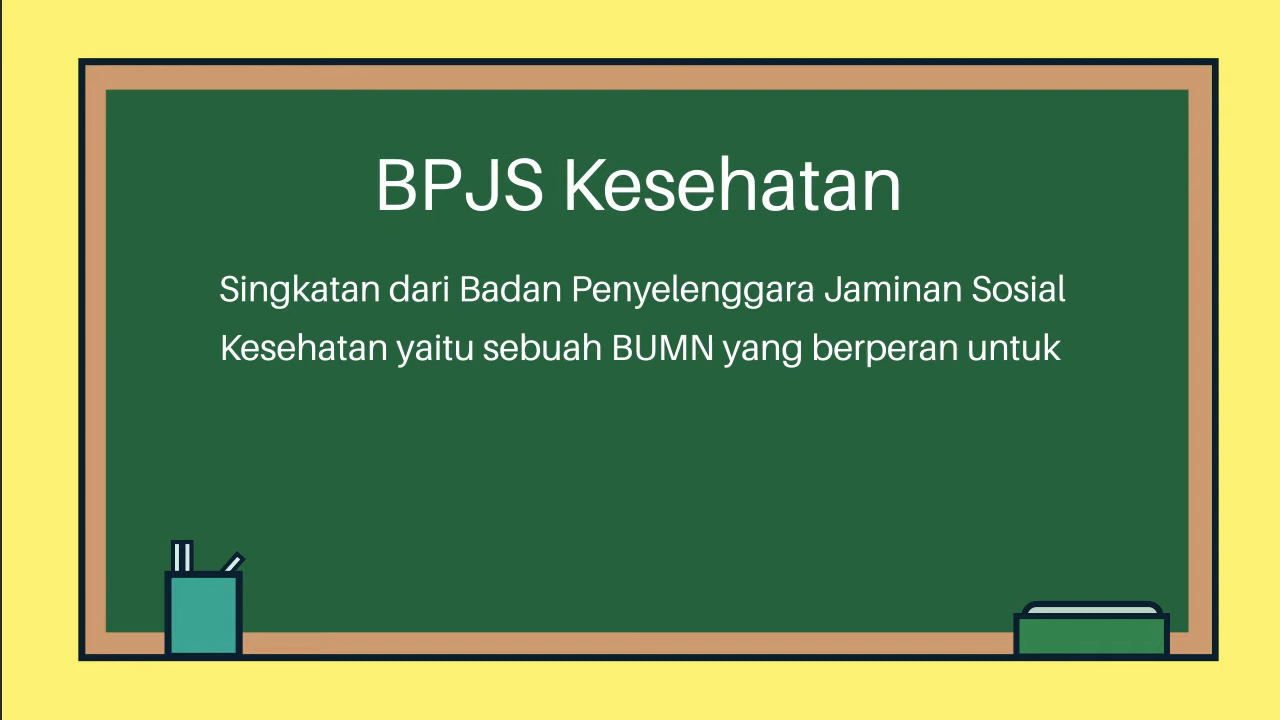 BPJS Kesehatan
Singkatan dari Badan Penyelenggara Jaminan Sosial
Kesehatan yaitu sebuah BUMN yang berperan untuk